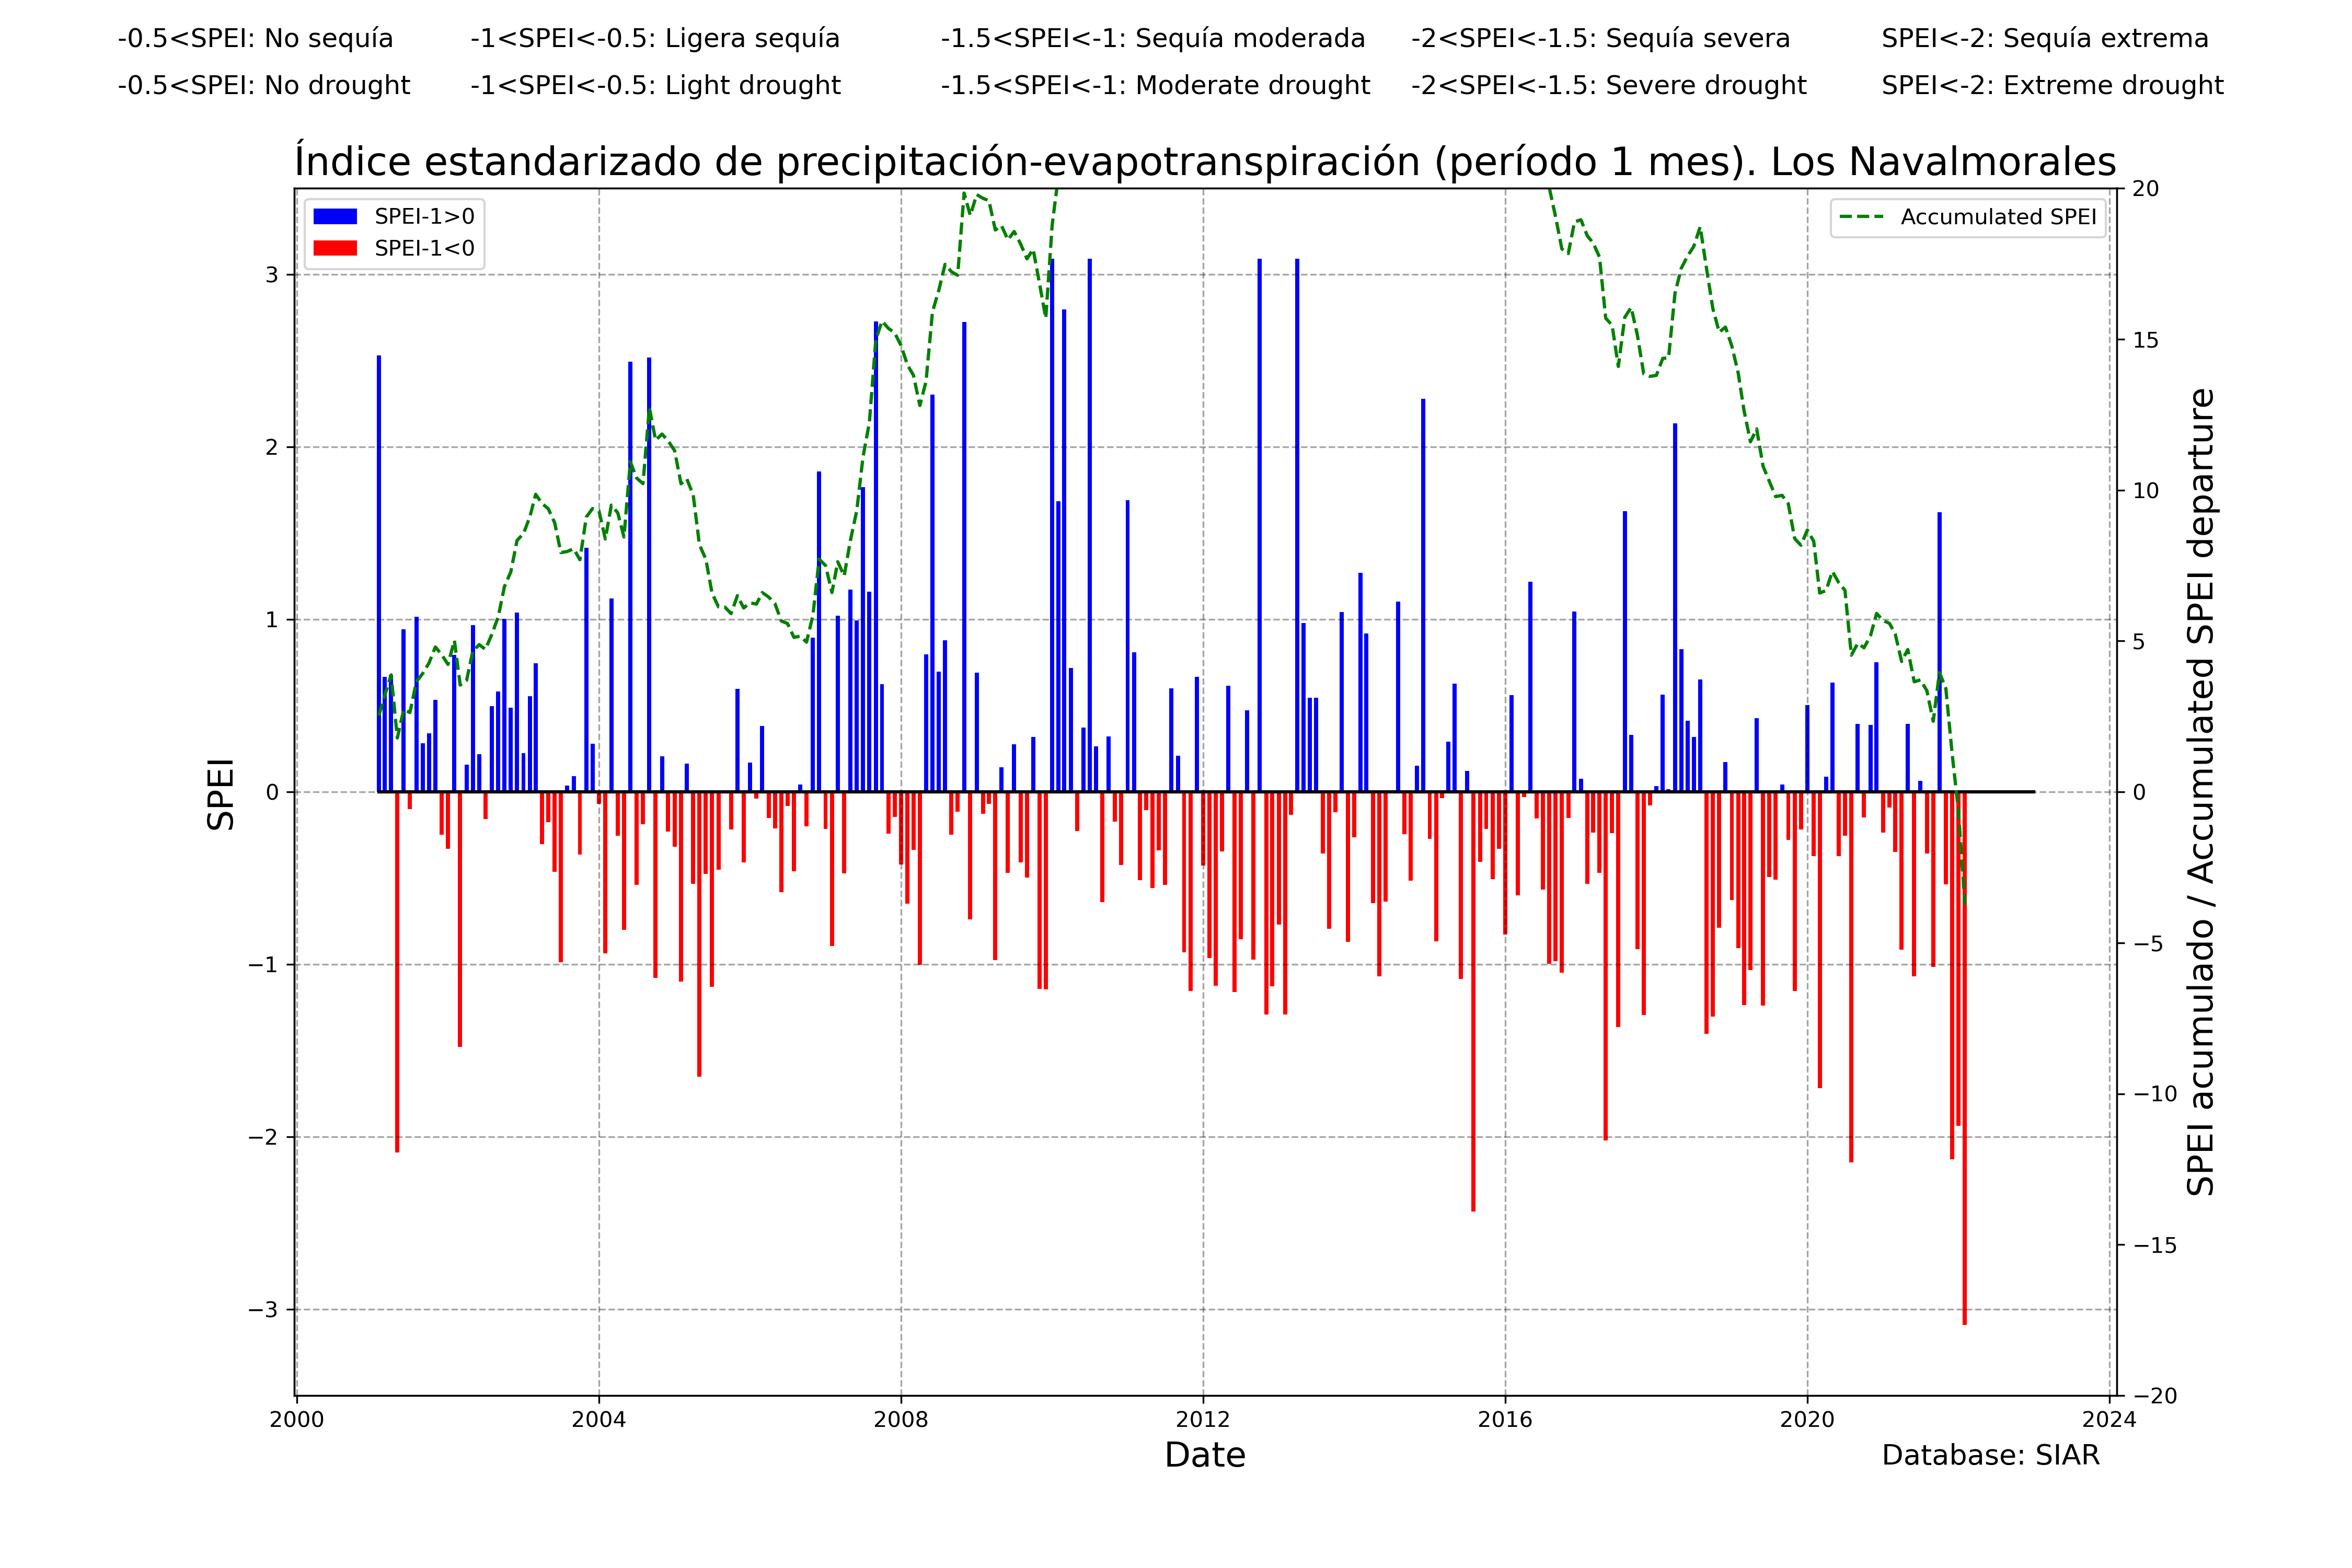 -0.5<SPEI: No sequía -1<SPEI<-0.5: Ligera sequía -1.5<SPEI<-1: Sequía moderada -2<SPEI<-1.5: Sequía severa SPEI<-2: Sequía extrema
-0.5<SPEI: No drought -1<SPEI<-0.5: Light drought -1.5<SPEI<-1: Moderate drought -2<SPEI<-1.5: Severe drought SPEI<-2: Extreme drought
Índice estandarizado de precipitación-evapotranspiración (período 1 mes). Los Navalmorales
SPEI-1>0
SPEI-1<0
Accumulated SPEI
SPEI
3
2
1
0
−1
−2
−3
20
15
10
5
0
−5
−10
−15
−20
SPEI acumulado / Accumulated SPEI departure
2000 2004 2008 2012 2016 2020 2024
Date
Database: SIAR